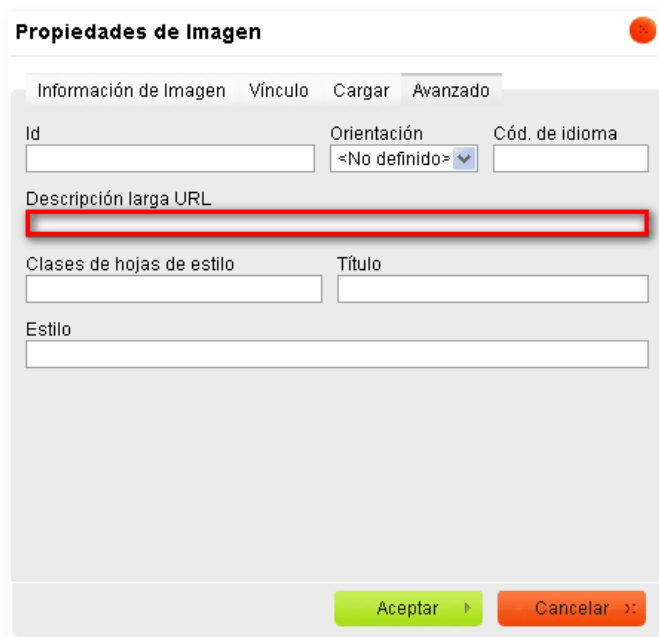 Propiedades de Imagen
Información de Imagen Vínculo Cargar Avanzado
Id Orientación Cód. de idioma
<No definido>
Descripción larga URL
Clases de hojas de estilo Título
Estilo
Aceptar Cancelar